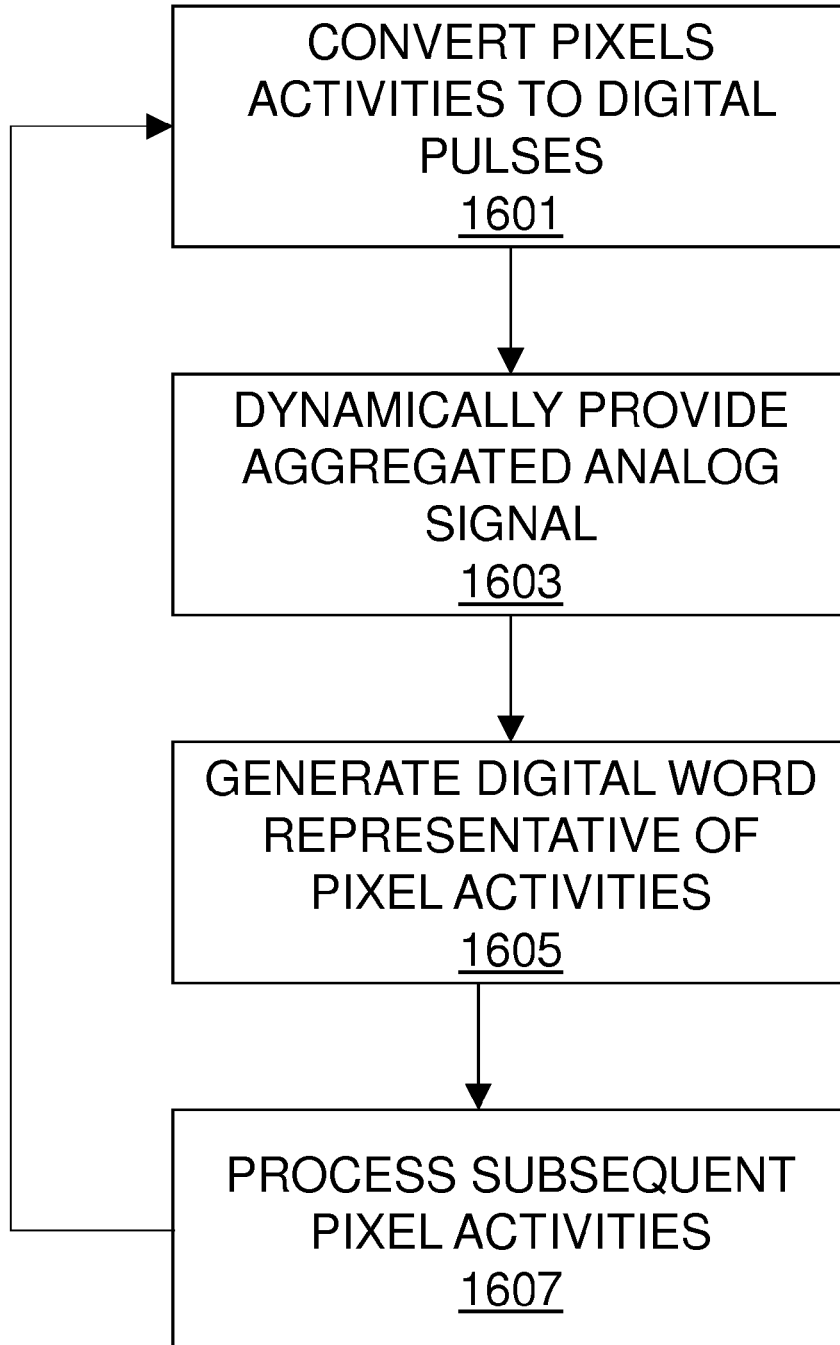 CONVERT PIXELS
ACTIVITIES TO DIGITAL
PULSES
1601
DYNAMICALLY PROVIDE
AGGREGATED ANALOG
SIGNAL
1603
GENERATE DIGITAL WORD
REPRESENTATIVE OF
PIXEL ACTIVITIES
1605
PROCESS SUBSEQUENT
PIXEL ACTIVITIES
1607